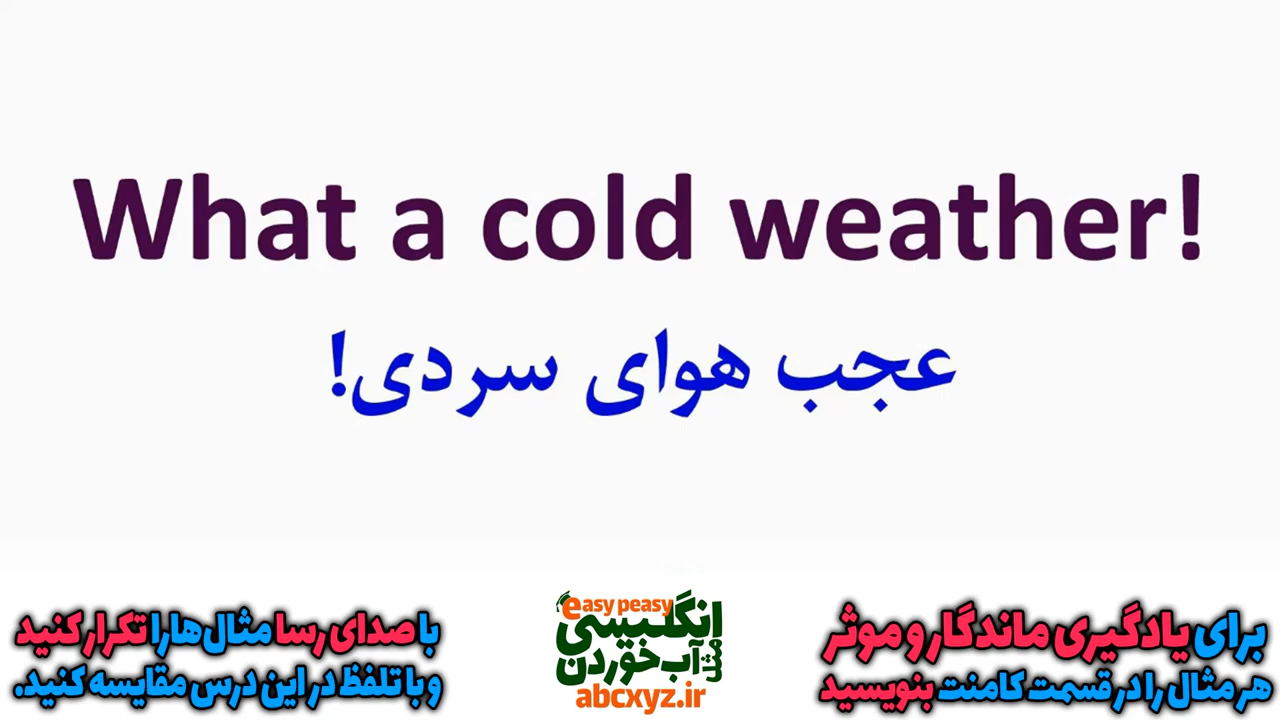 What a cold weather!
عجب هوای سردی!
برای یادگیری ماندگار و موثر
هر مثال را در قسمت کامنت بنویسید
easy peasy
انگلیسی
مثل آب خوردن
abcxyz.ir
با صدای رسا مثال‌ها را تکرار کنید
و با تلفظ در این درس مقایسه کنید.